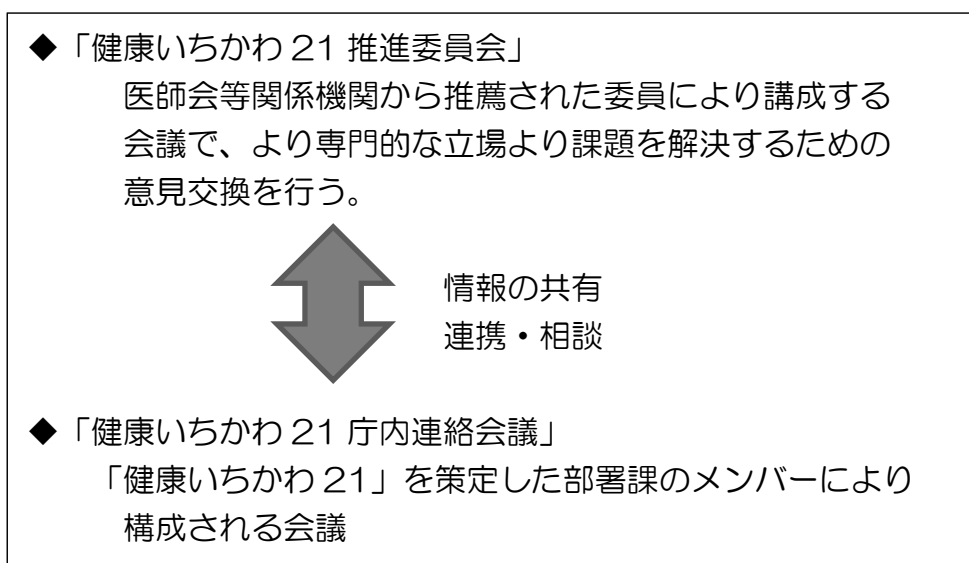 ◆「健康いちかわ 21 推進委員会」
医師会等関係機関から推薦された委員により構成する
会議で、より専門的な立場より課題を解決するための
意見交換を行う。
情報の共有
連携・相談
◆「健康いちかわ 21 庁内連絡会議」
「健康いちかわ 21」を策定した部署課のメンバーにより
構成される会議